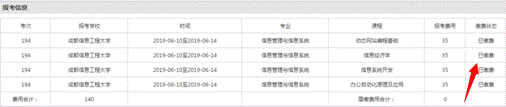 报考信息
考次 报考学校 时间 专业 课程 报考费用 缴费状态
194 成都信息工程大学 2019-06-10至2019-06-14 信息管理与信息系统 动态网站编程基础 35 已缴费
194 成都信息工程大学 2019-06-10至2019-06-14 信息管理与信息系统 信息经济学 35 已缴费
194 成都信息工程大学 2019-06-10至2019-06-14 信息管理与信息系统 信息系统开发 35 已缴费
194 成都信息工程大学 2019-06-10至2019-06-14 信息管理与信息系统 办公自动化原理及应用 35 已缴费
费用合计： 140 需缴费用合计： 0